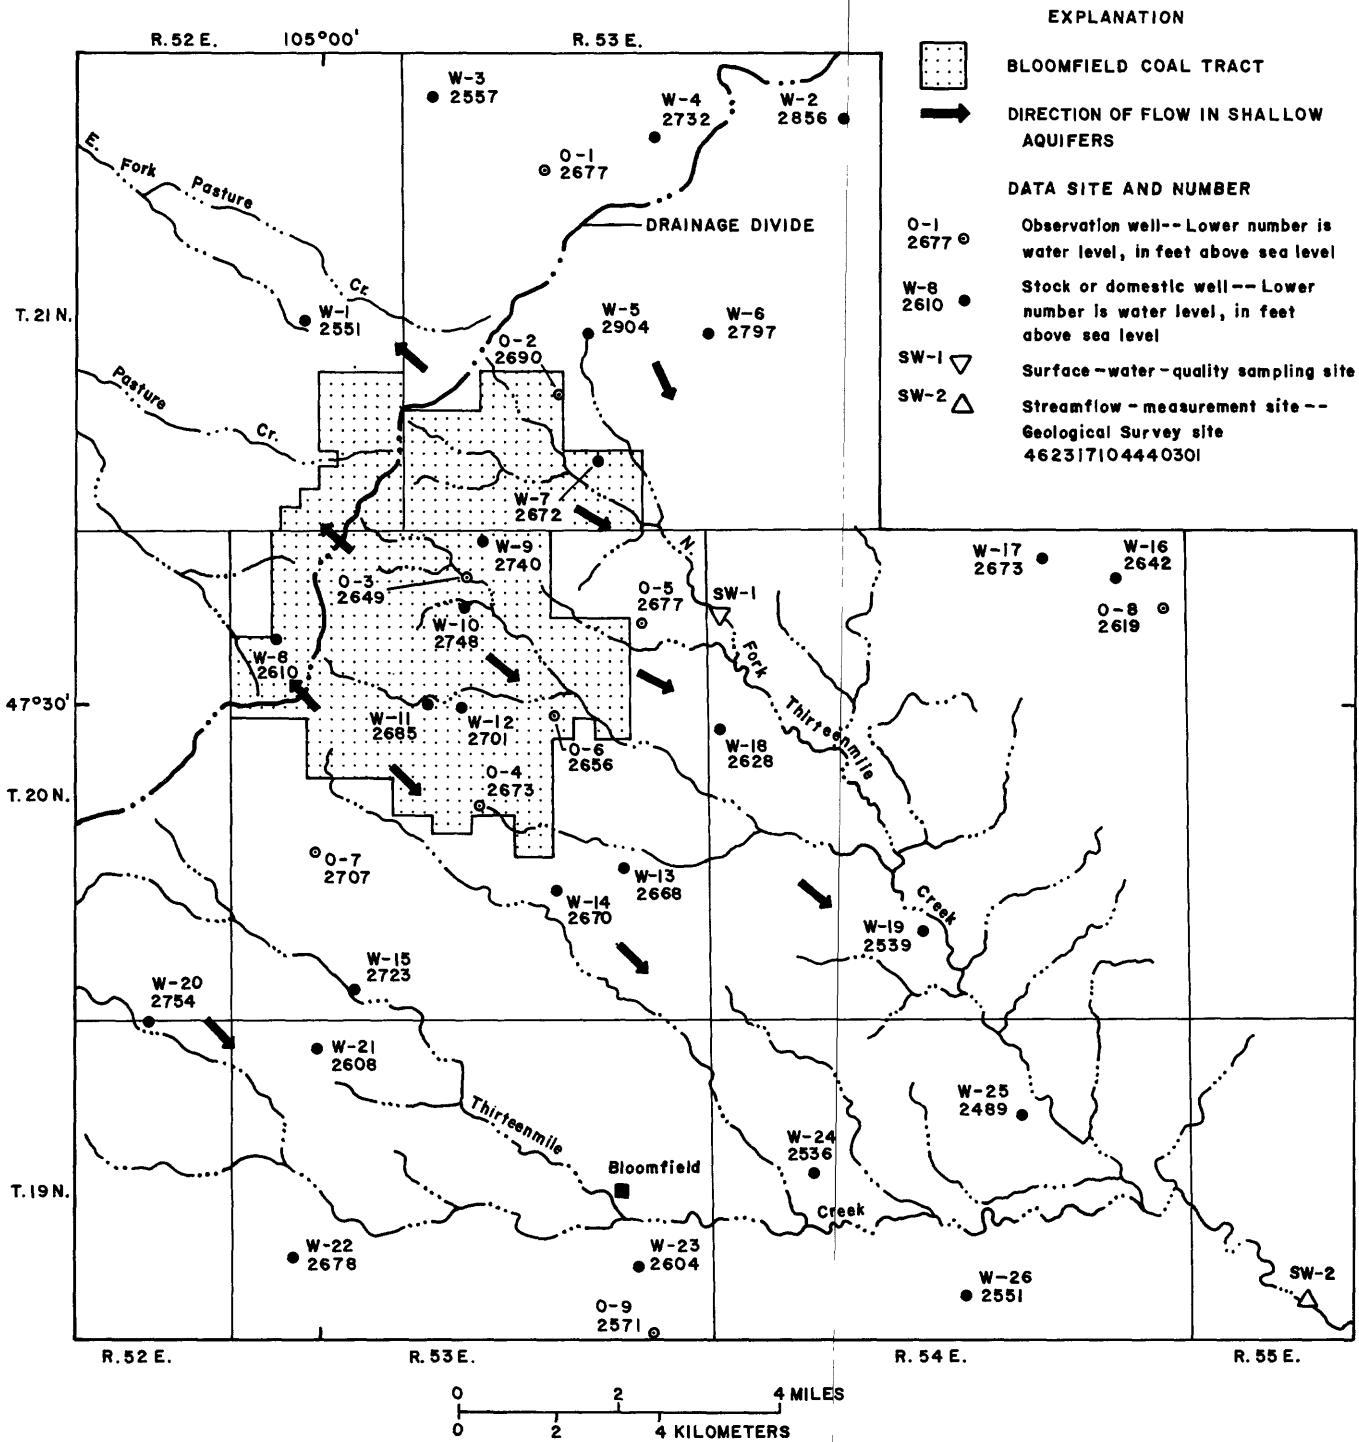 EXPLANATION
R. 52 E.
105°00'
R. 53 E.
BLOOMFIELD COAL TRACT
DIRECTION OF FLOW IN SHALLOW
AQUIFERS
DATA SITE AND NUMBER
O-1
2677
Observation well-- Lower number is
water level, in feet above sea level
W-8
2610
Stock or domestic well -- Lower
number is water level, in feet
above sea level
SW-1
Surface-water-quality sampling site
SW-2
Streamflow-measurement site--
Geological Survey site
462317104440301
W-3
2557
W-4
2732
W-2
2856
O-1
2677
E.
Fork
Pasture
Cr.
DRAINAGE DIVIDE
T. 21 N.
W-1
2551
W-5
2904
W-6
2797
O-2
2690
Pasture
Cr.
W-7
2672
W-9
2740
O-3
2649
N.
Fork
Thirteenmile
Creek
O-5
2677
SW-1
W-17
2673
W-16
2642
O-8
2619
W-10
2748
W-8
2610
47°30'
W-11
2685
W-12
2701
O-6
2656
W-18
2628
O-4
2673
T. 20 N.
O-7
2707
W-13
2668
W-14
2670
W-19
2539
W-15
2723
W-20
2754
W-21
2608
Thirteenmile
Creek
W-25
2489
W-24
2536
Bloomfield
T. 19 N.
W-22
2678
W-23
2604
W-26
2551
SW-2
O-9
2571
R. 52 E.
R. 53 E.
R. 54 E.
R. 55 E.
0 2 4 MILES
0 2 4 KILOMETERS